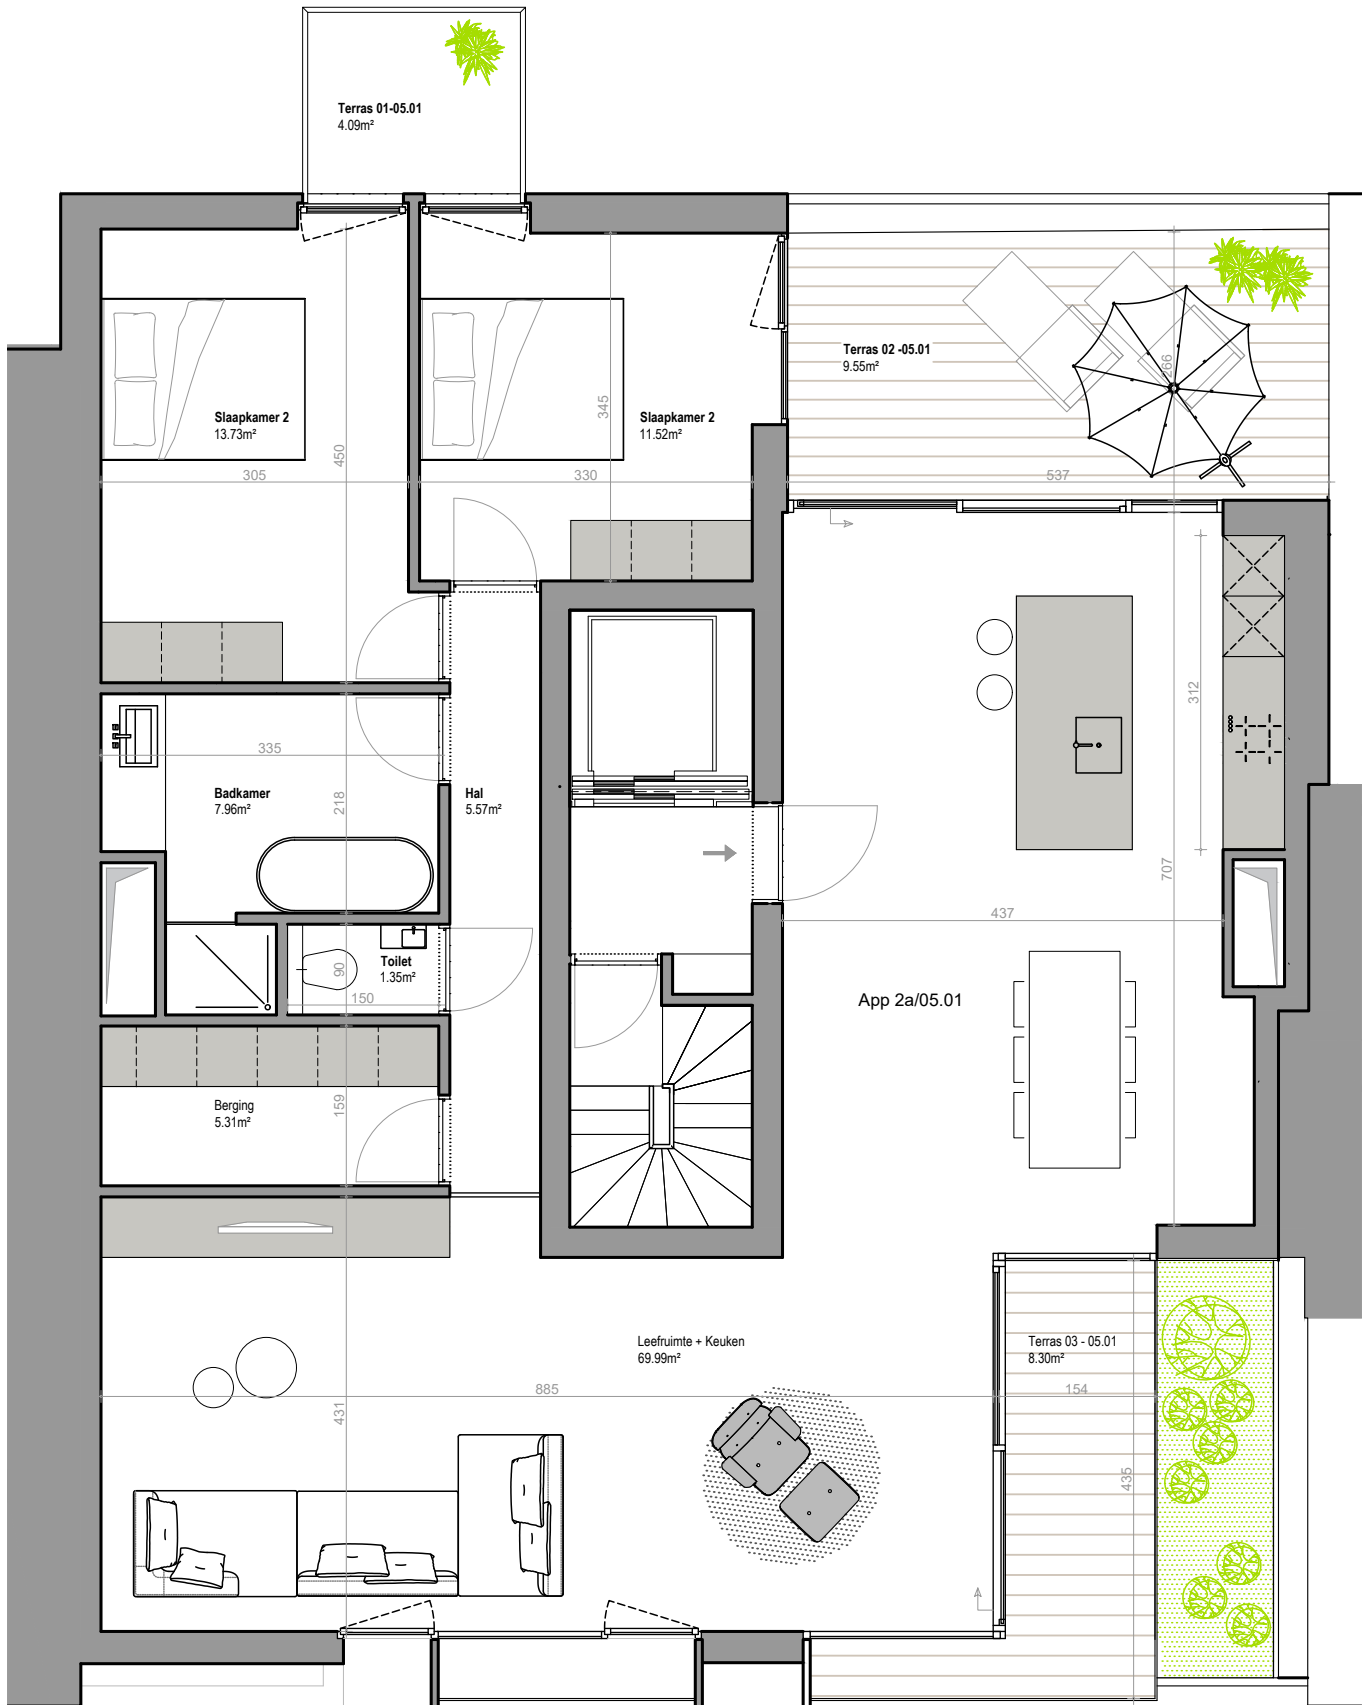 Terras 01-05.01
4.09m²
Terras 02 -05.01
9.55m²
266
Slaapkamer 2
13.73m²
450
305
345
Slaapkamer 2
11.52m²
330
537
312
335
Badkamer
7.96m²
218
Hal
5.57m²
707
437
Toilet
1.35m²
90
150
App 2a/05.01
Berging
5.31m²
159
Leefruimte + Keuken
69.99m²
Terras 03 - 05.01
8.30m²
885
154
431
435